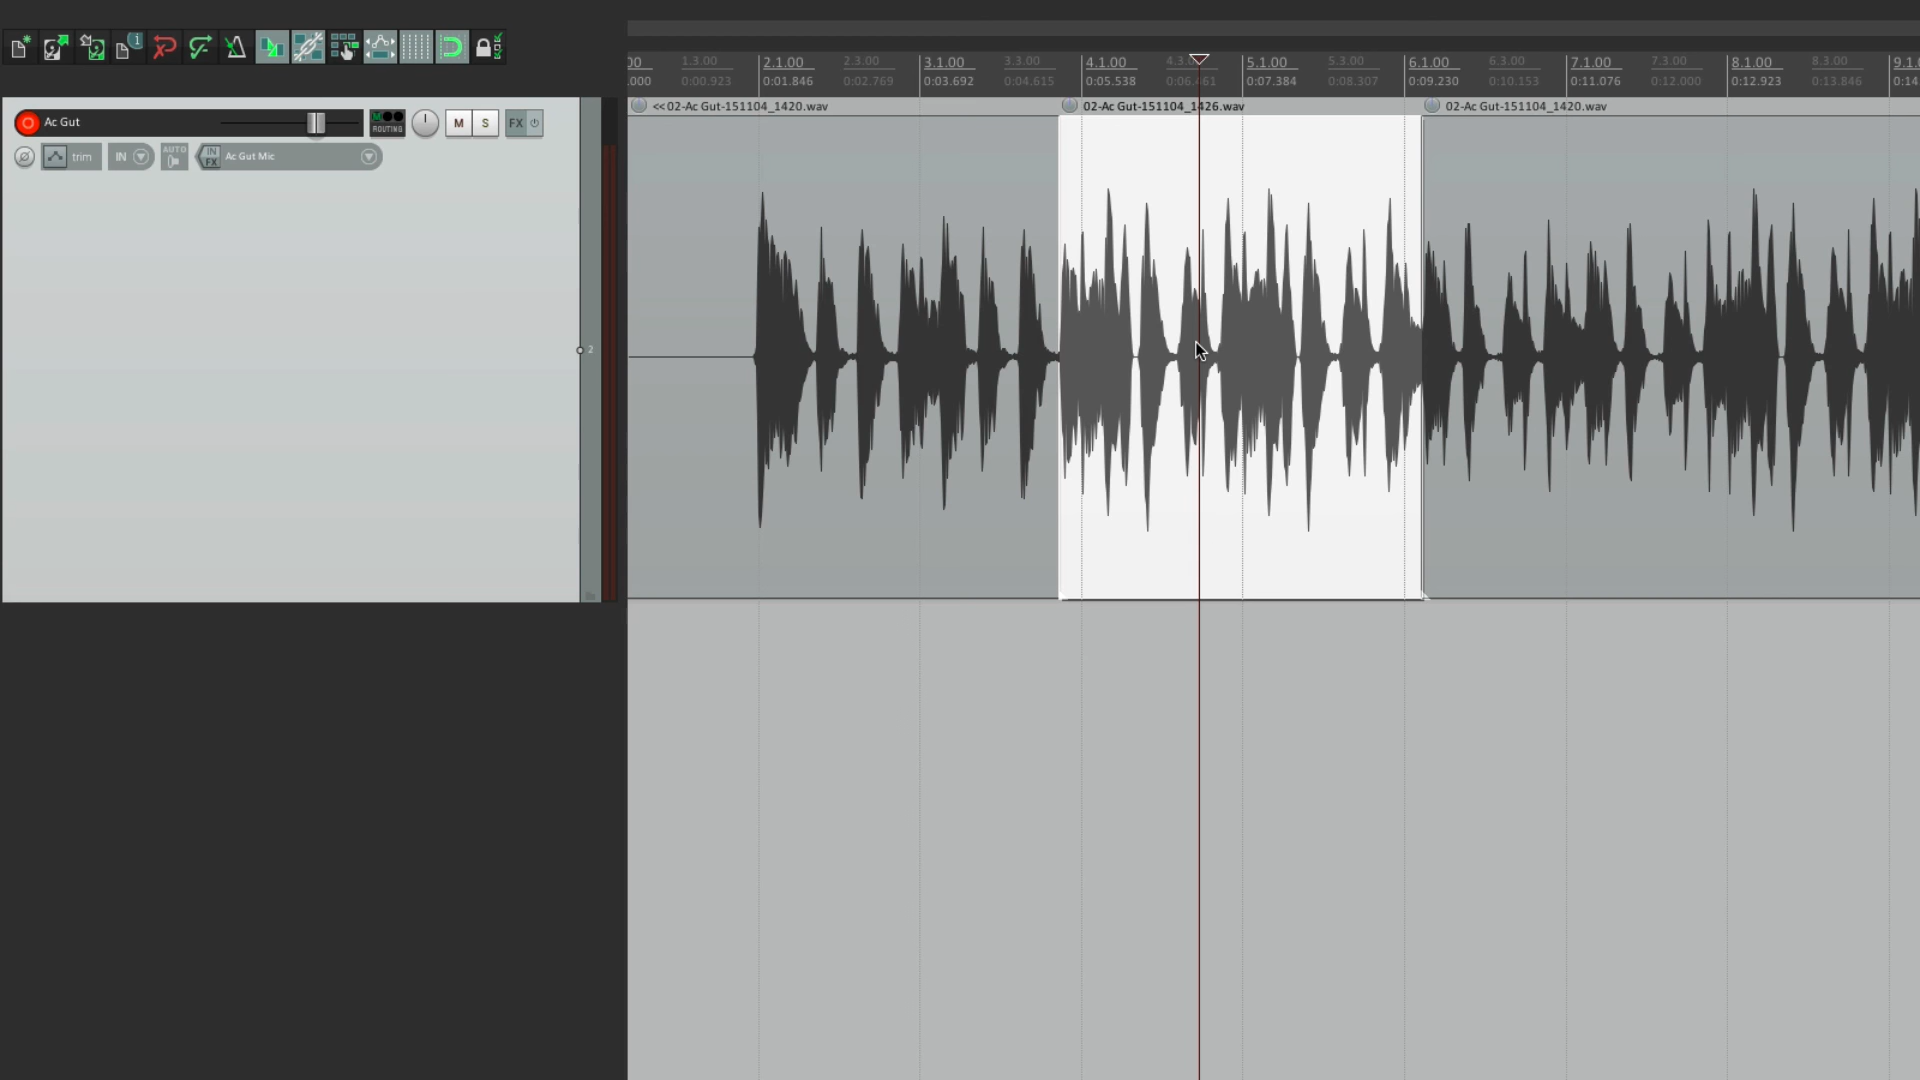 00 1.3.00 2.1.00 2.3.00 3.1.00 3.3.00 4.1.00 4.3.0 5.1.00 5.3.00 6.1.00 6.3.00 7.1.00 7.3.00 8.1.00 8.3.00 9.1.0
.000 0:00.923 0:01.846 0:02.769 0:03.692 0:04.615 0:05.538 0:06.461 0:07.384 0:08.307 0:09.230 0:10.153 0:11.076 0:12.000 0:12.923 0:13.846 0:14
<< 02-Ac Gut-151104_1420.wav 02-Ac Gut-151104_1426.wav 02-Ac Gut-151104_1420.wav
Ac Gut M ROUTING M S FX
trim IN AUTO IN FX Ac Gut Mic
2